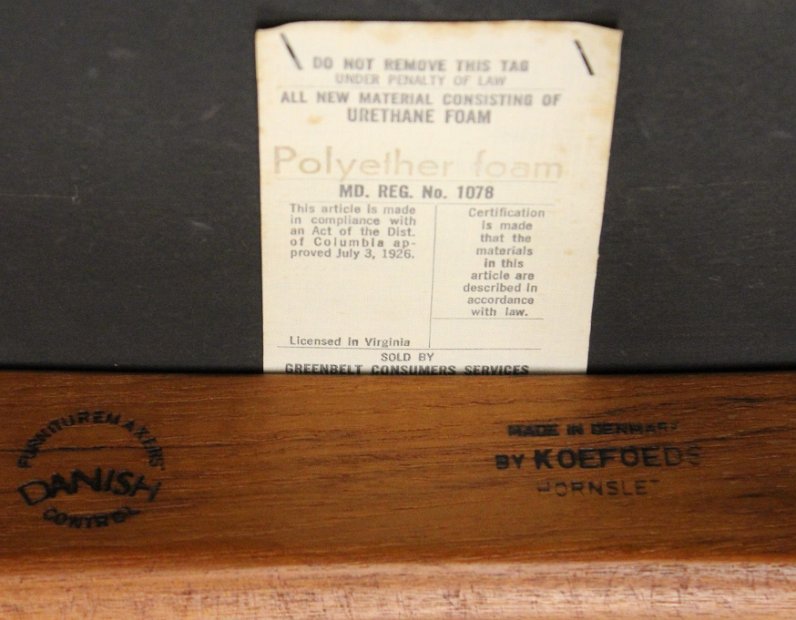 DO NOT REMOVE THIS TAG
UNDER PENALTY OF LAW
ALL NEW MATERIAL CONSISTING OF
URETHANE FOAM
Polyether foam
MD. REG. No. 1078
This article is made
in compliance with
an Act of the Dist.
of Columbia ap-
proved July 3, 1926.
Certification
is made
that the
materials
in this
article are
described in
accordance
with law.
Licensed in Virginia
SOLD BY
GREENBELT CONSUMERS SERVICES
FURNITUREMAKERS'
DANISH
CONTROL
MADE IN DENMARK
BY KOEFOEDS
HORNSLET